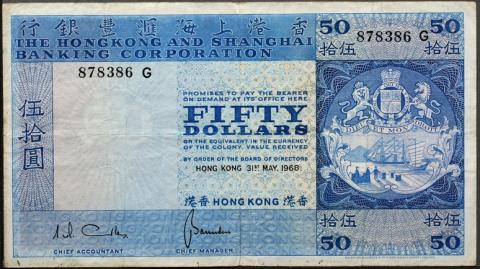 行銀豐滙海上港香
THE HONGKONG AND SHANGHAI
BANKING CORPORATION
50 50
878386 G
拾伍 拾伍
878386 G
PROMISES TO PAY THE BEARER
ON DEMAND AT ITS OFFICE HERE
FIFTY
DOLLARS
OR THE EQUIVALENT IN THE CURRENCY
OF THE COLONY, VALUE RECEIVED
BY ORDER OF THE BOARD OF DIRECTORS
HONG KONG 31ST MAY, 1968
伍拾圓
DIEU ET MON DROIT
港香 HONG KONG 港香
CHIEF ACCOUNTANT
CHIEF MANAGER
伍拾 伍拾
50 50